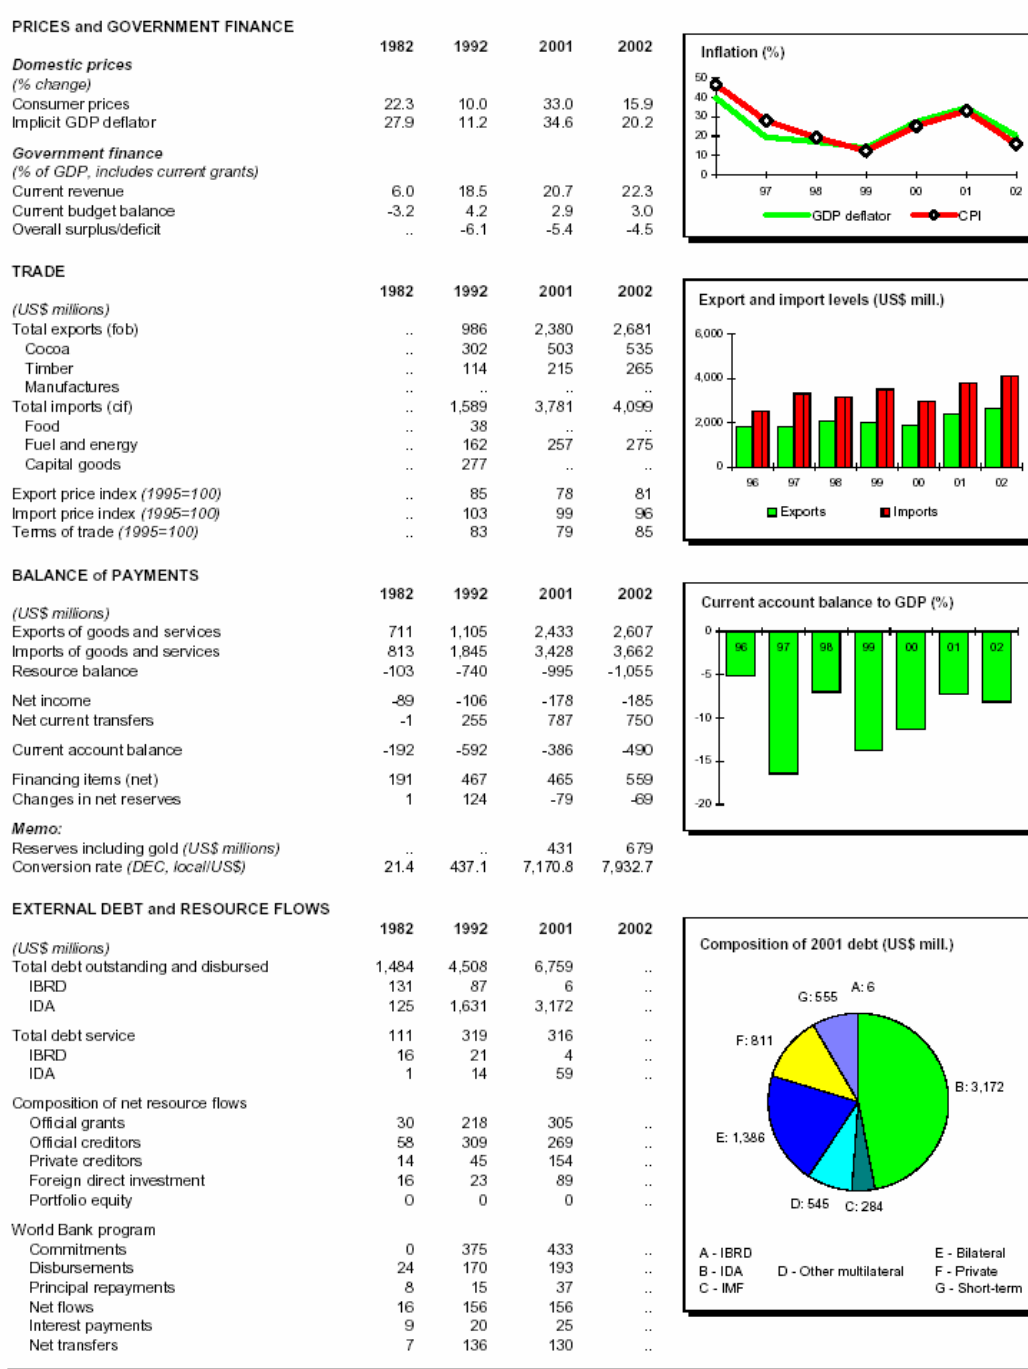 PRICES and GOVERNMENT FINANCE
1982 1992 2001 2002
Domestic prices
(% change)
Consumer prices 22.3 10.0 33.0 15.9
Implicit GDP deflator 27.9 11.2 34.6 20.2
Government finance
(% of GDP, includes current grants)
Current revenue 6.0 18.5 20.7 22.3
Current budget balance -3.2 4.2 2.9 3.0
Overall surplus/deficit .. -6.1 -5.4 -4.5
Inflation (%)
50
40
30
20
10
0
97 98 99 00 01 02
GDP deflator CPI
TRADE
1982 1992 2001 2002
(US$ millions)
Total exports (fob) .. 986 2,380 2,681
Cocoa .. 302 503 535
Timber .. 114 215 265
Manufactures .. .. .. ..
Total imports (cif) .. 1,589 3,781 4,099
Food .. 38 .. ..
Fuel and energy .. 162 257 275
Capital goods .. 277 .. ..
Export price index (1995=100) .. 85 78 81
Import price index (1995=100) .. 103 99 96
Terms of trade (1995=100) .. 83 79 85
Export and import levels (US$ mill.)
6,000
4,000
2,000
0
96 97 98 99 00 01 02
Exports Imports
BALANCE of PAYMENTS
1982 1992 2001 2002
(US$ millions)
Exports of goods and services 711 1,105 2,433 2,607
Imports of goods and services 813 1,845 3,428 3,662
Resource balance -103 -740 -995 -1,055
Net income -89 -106 -178 -185
Net current transfers -1 255 787 750
Current account balance -192 -592 -386 -490
Financing items (net) 191 467 465 559
Changes in net reserves 1 124 -79 -69
Memo:
Reserves including gold (US$ millions) .. .. 431 679
Conversion rate (DEC, local/US$) 21.4 437.1 7,170.8 7,932.7
Current account balance to GDP (%)
0
96 97 98 99 00 01 02
-5
-10
-15
-20
EXTERNAL DEBT and RESOURCE FLOWS
1982 1992 2001 2002
(US$ millions)
Total debt outstanding and disbursed 1,484 4,508 6,759 ..
IBRD 131 87 6 ..
IDA 125 1,631 3,172 ..
Total debt service 111 319 316 ..
IBRD 16 21 4 ..
IDA 1 14 59 ..
Composition of net resource flows
Official grants 30 218 305 ..
Official creditors 58 309 269 ..
Private creditors 14 45 154 ..
Foreign direct investment 16 23 89 ..
Portfolio equity 0 0 0 ..
World Bank program
Commitments 0 375 433 ..
Disbursements 24 170 193 ..
Principal repayments 8 15 37 ..
Net flows 16 156 156 ..
Interest payments 9 20 25 ..
Net transfers 7 136 130 ..
Composition of 2001 debt (US$ mill.)
A: 6
G: 555
F: 811
B: 3,172
E: 1,386
D: 545
C: 284
A - IBRD E - Bilateral
B - IDA D - Other multilateral F - Private
C - IMF G - Short-term